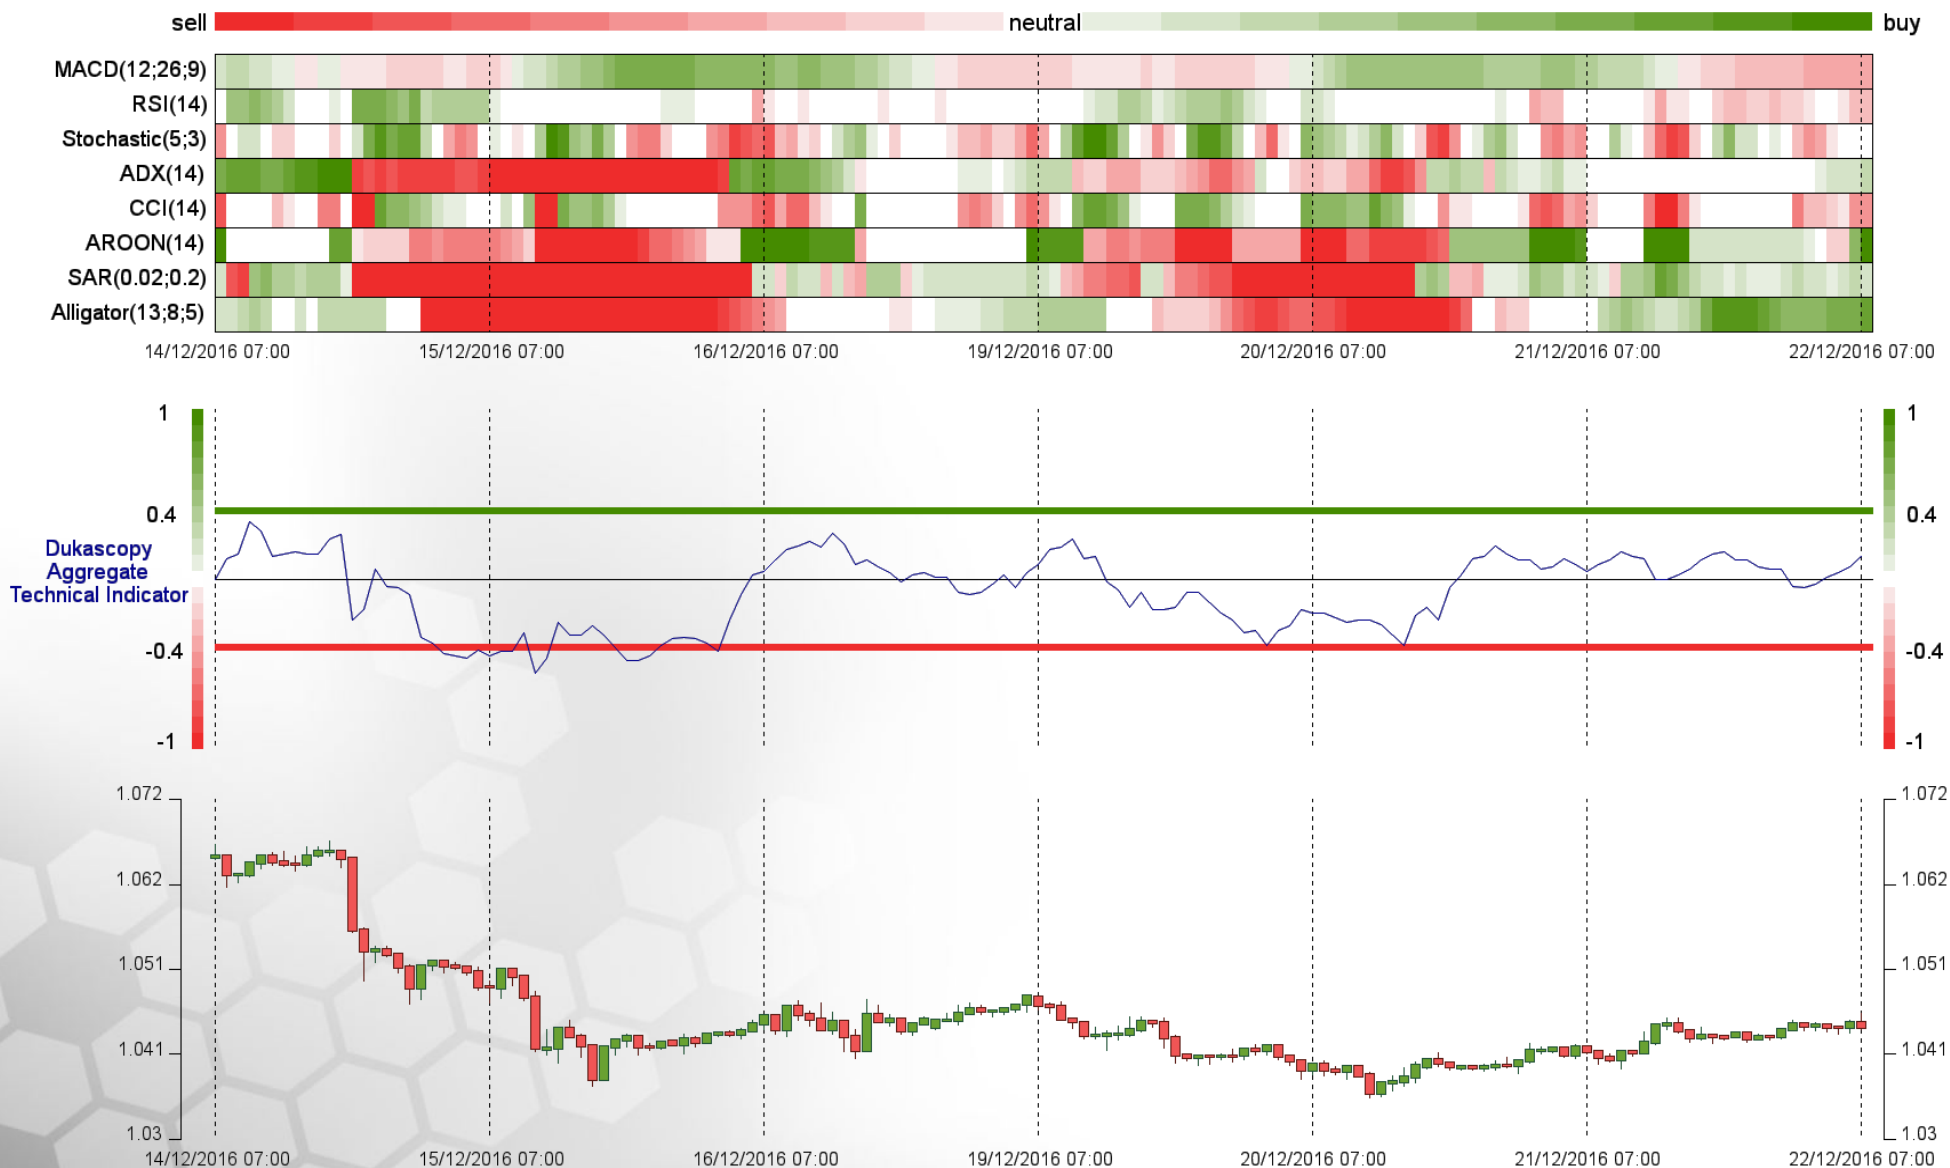 sell neutral buy
MACD(12;26;9)
RSI(14)
Stochastic(5;3)
ADX(14)
CCI(14)
AROON(14)
SAR(0.02;0.2)
Alligator(13;8;5)
14/12/2016 07:00 15/12/2016 07:00 16/12/2016 07:00 19/12/2016 07:00 20/12/2016 07:00 21/12/2016 07:00 22/12/2016 07:00
1 1
0.4 0.4
Dukascopy
Aggregate
Technical Indicator
-0.4 -0.4
-1 -1
1.072 1.072
1.062 1.062
1.051 1.051
1.041 1.041
1.03 1.03
14/12/2016 07:00 15/12/2016 07:00 16/12/2016 07:00 19/12/2016 07:00 20/12/2016 07:00 21/12/2016 07:00 22/12/2016 07:00